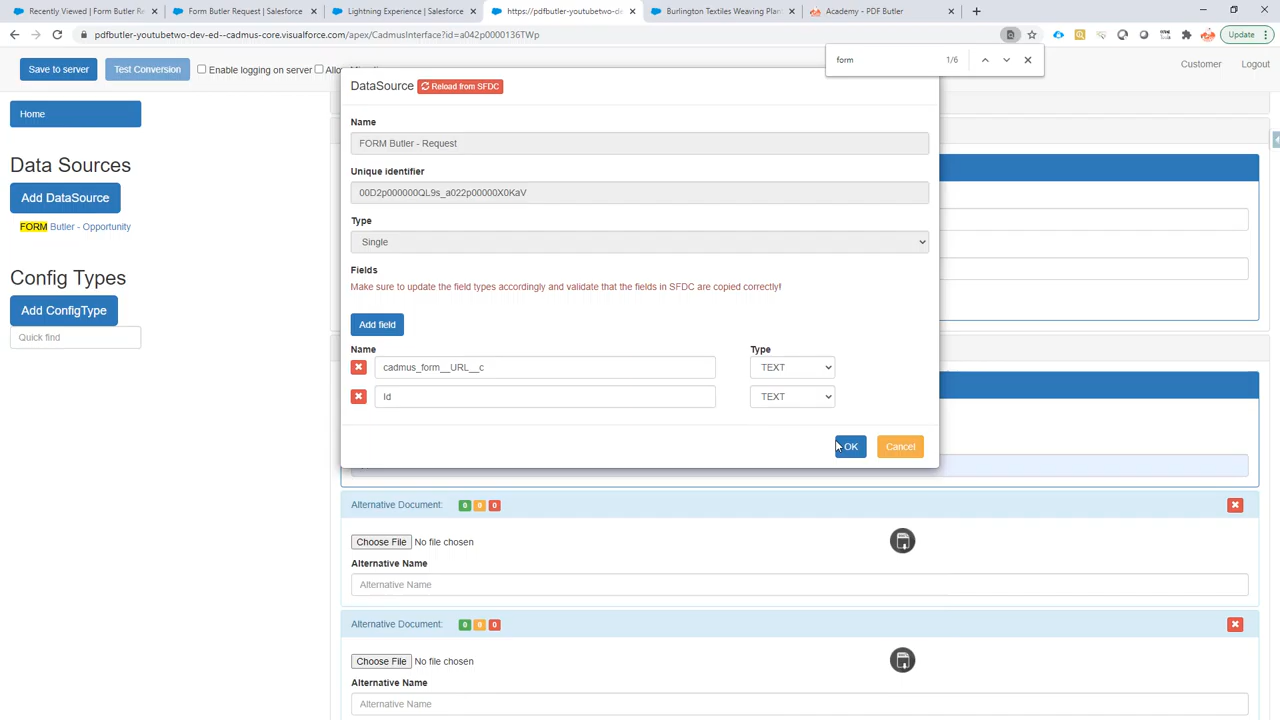 Recently Viewed | Form Butler Re
Form Butler Request | Salesforce
Lightning Experience | Salesforce
https://pdfbutler-youtubetwo-de
Burlington Textiles Weaving Plan
Academy - PDF Butler
pdfbutler-youtubetwo-dev-ed--cadmus-core.visualforce.com/apex/CadmusInterface?id=a042p0000136TWp
Update
form
1/6
Save to server
Test Conversion
Enable logging on server
Customer
Logout
Home
Data Sources
Add DataSource
FORM Butler - Opportunity
Config Types
Add ConfigType
Quick find
DataSource
Reload from SFDC
Name
FORM Butler - Request
Unique identifier
00D2p000000QL9s_a022p00000X0KaV
Type
Single
Fields
Make sure to update the field types accordingly and validate that the fields in SFDC are copied correctly!
Add field
Name
Type
cadmus_form__URL__c
TEXT
Id
TEXT
OK
Cancel
Alternative Document: 0 0 0
Choose File No file chosen
Alternative Name
Alternative Name
Alternative Document: 0 0 0
Choose File No file chosen
Alternative Name
Alternative Name